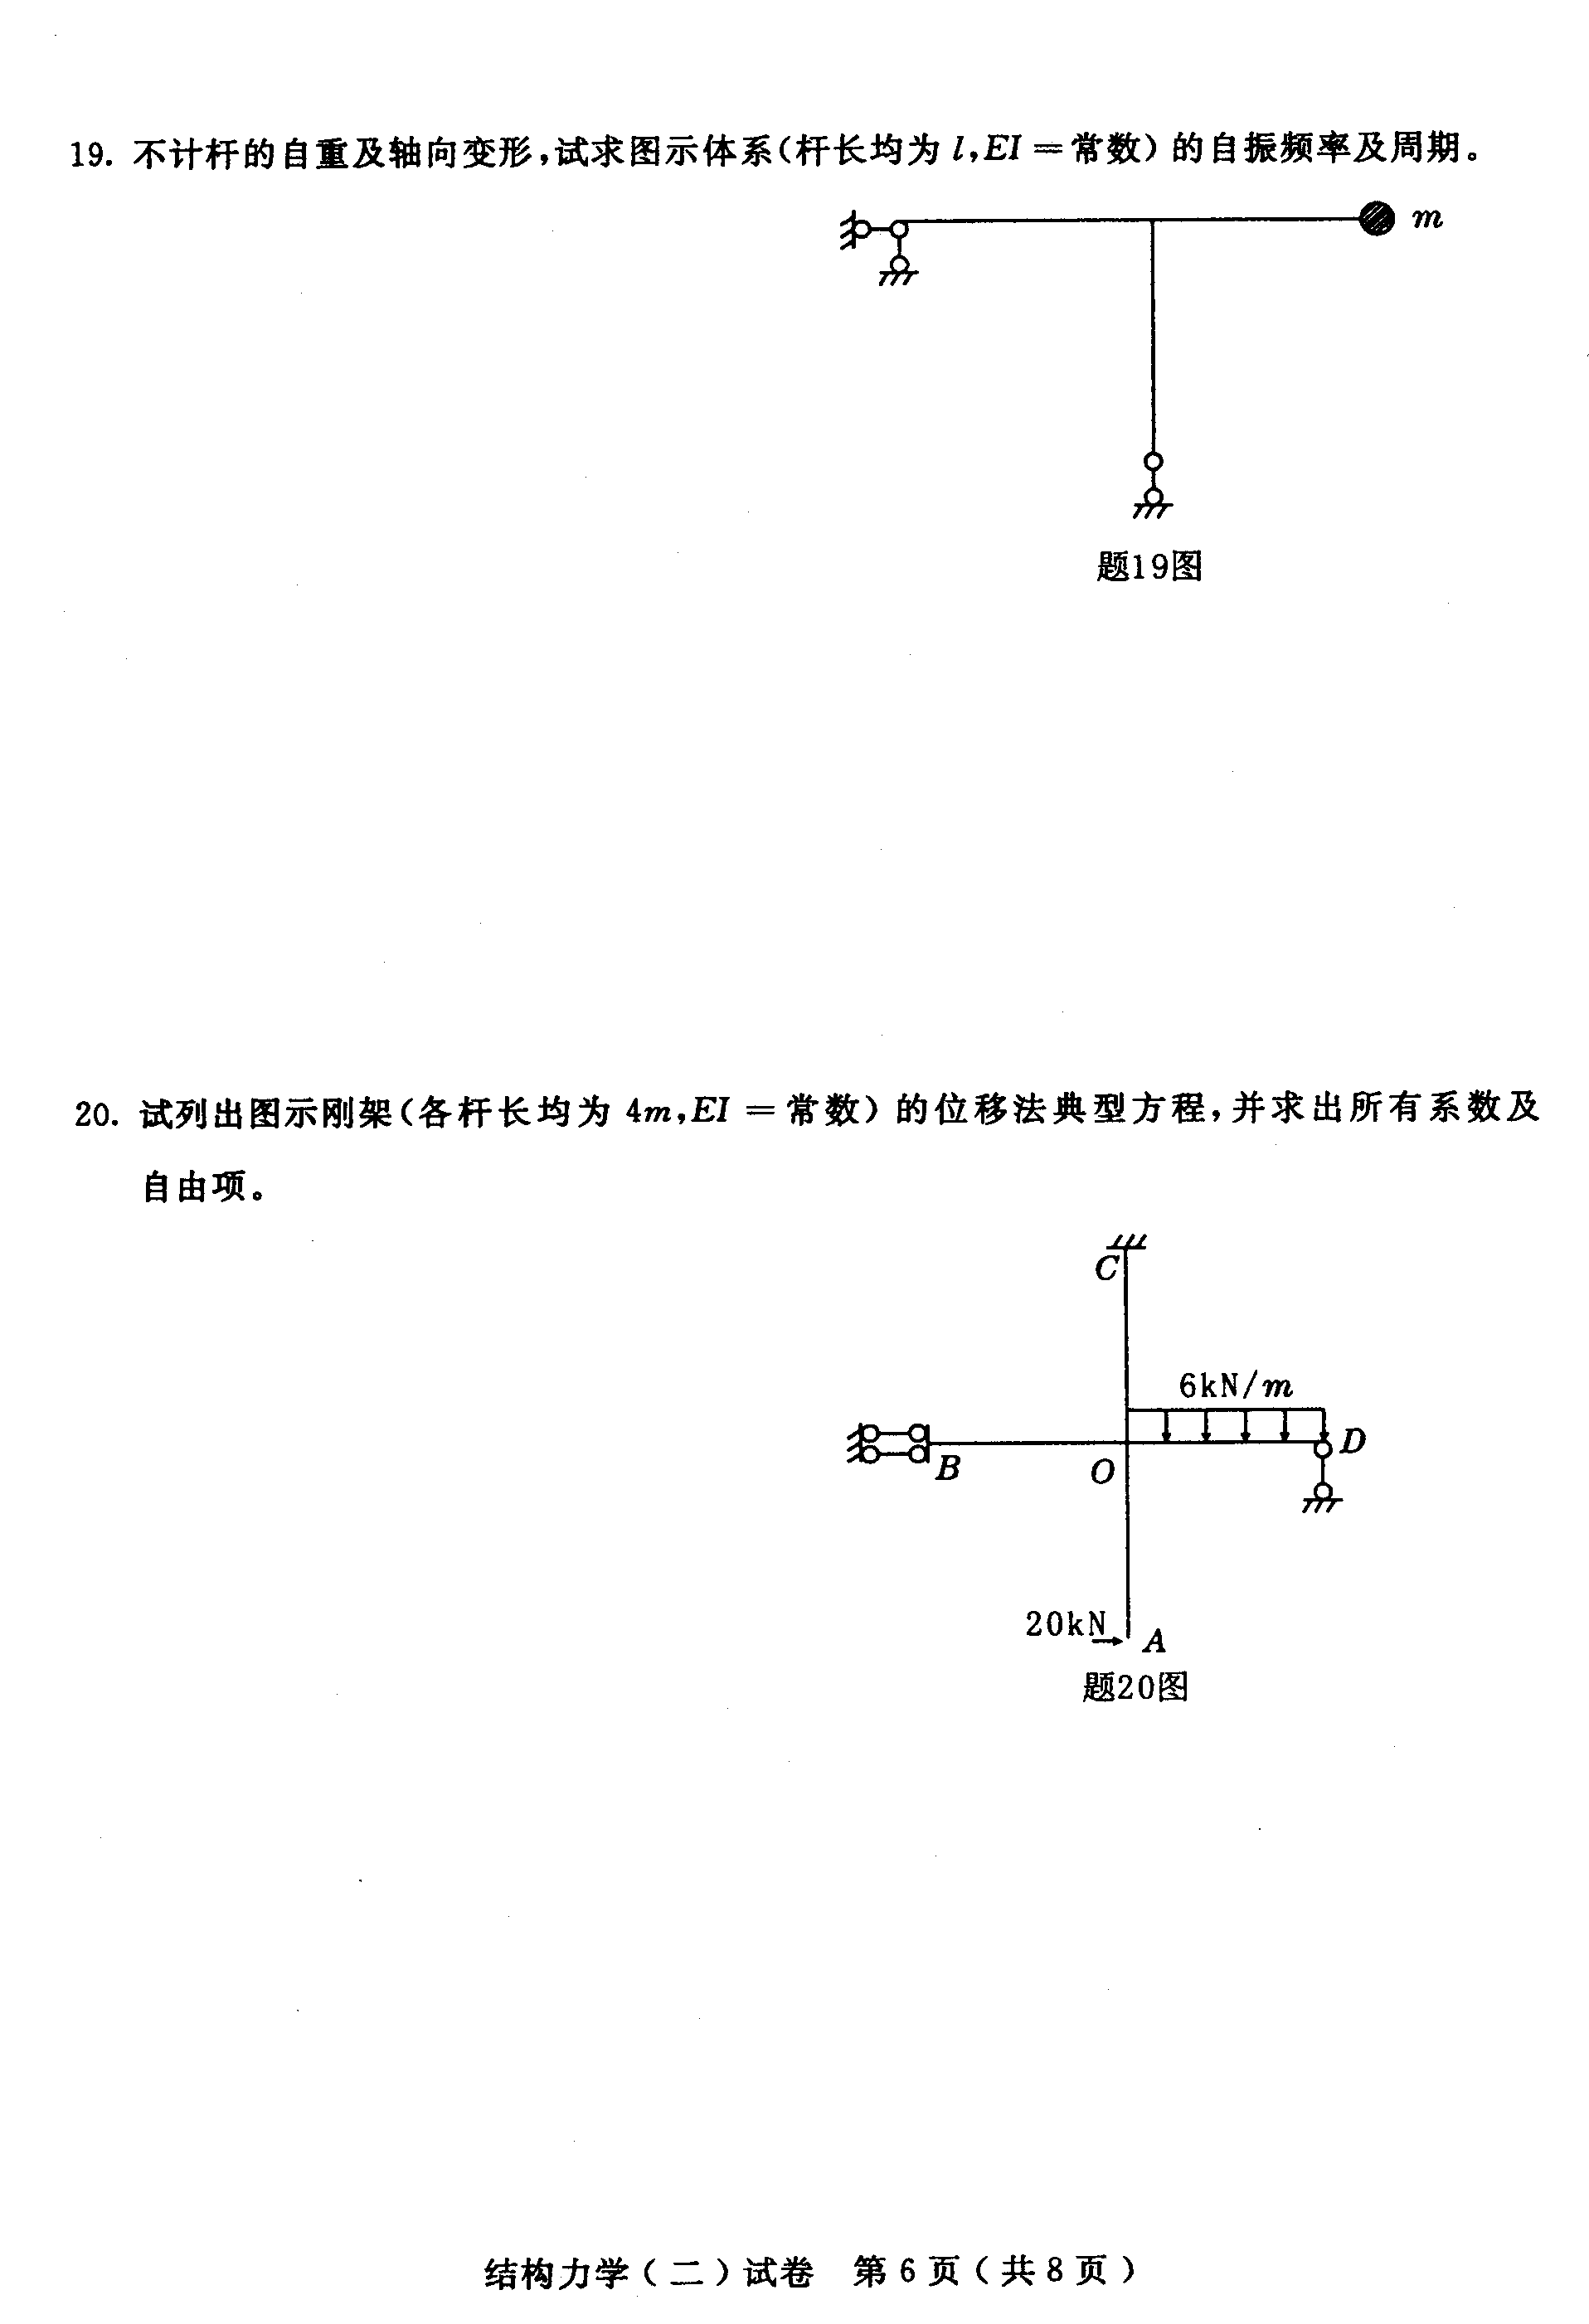 19. 不计杆的自重及轴向变形,试求图示体系(杆长均为 l,EI = 常数)的自振频率及周期。
m
题19图
20. 试列出图示刚架(各杆长均为 4m,EI = 常数)的位移法典型方程,并求出所有系数及
自由项。
C
6kN/m
B
O
D
20kN
A
题20图
结构力学(二)试卷 第 6 页(共 8 页)